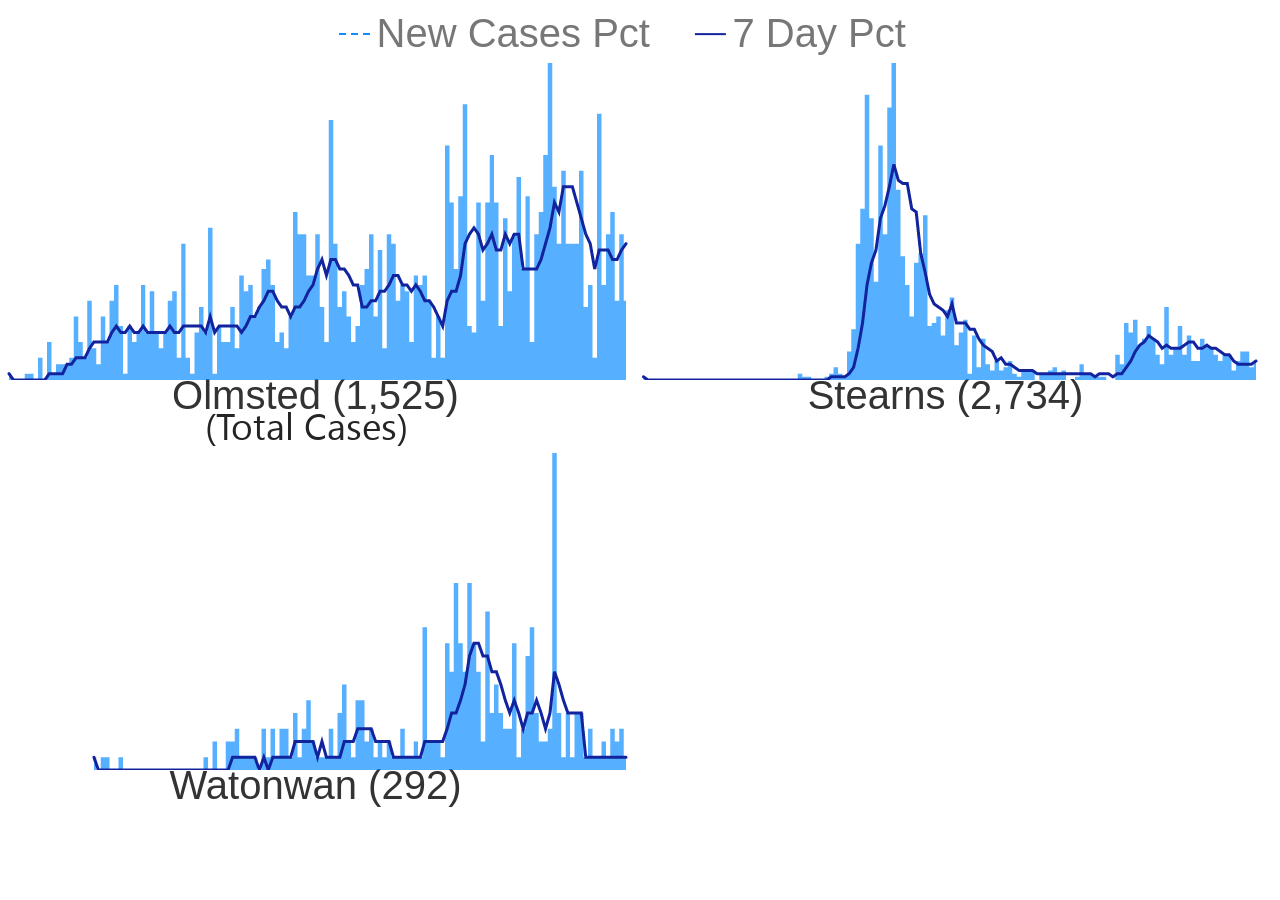 New Cases Pct 7 Day Pct
Olmsted (1,525)
(Total Cases)
Stearns (2,734)
Watonwan (292)